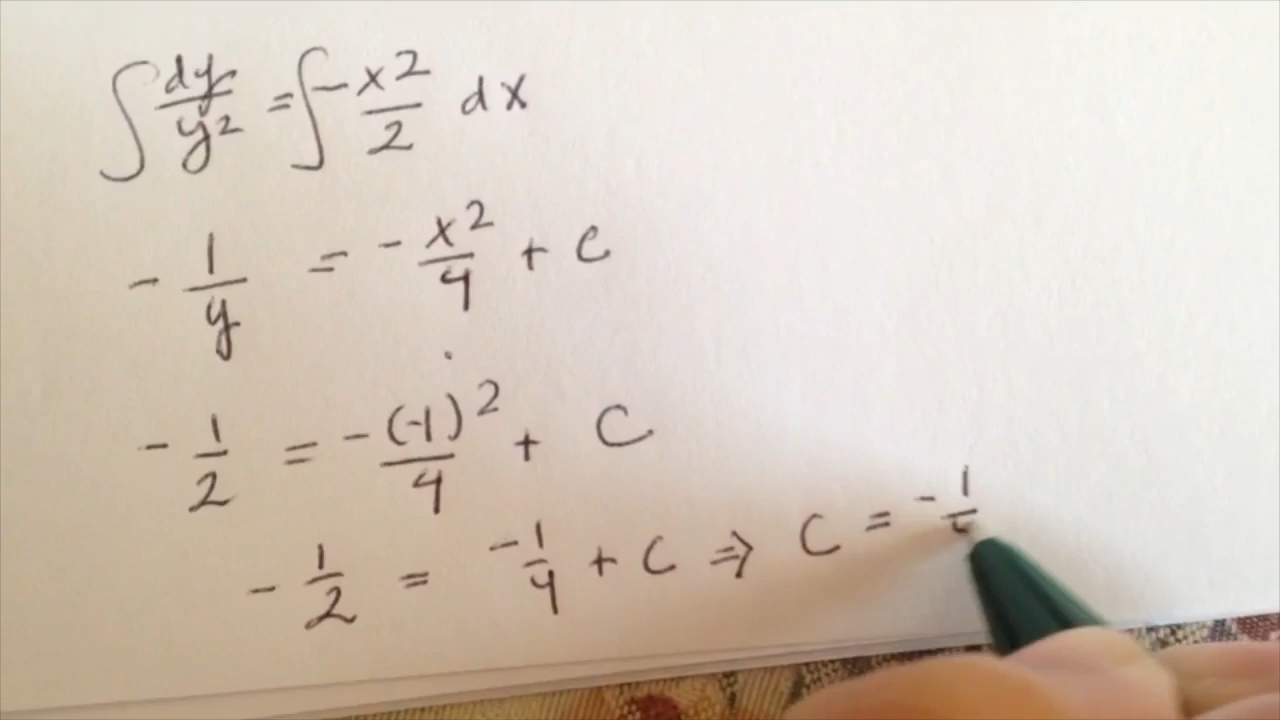 ∫ dy/y² = ∫ -x2/2 dx
- 1/y = - x²/4 + C
- 1/2 = - (-1)²/4 + C
- 1/2 = -1/4 + C ⇒ C = - 1/